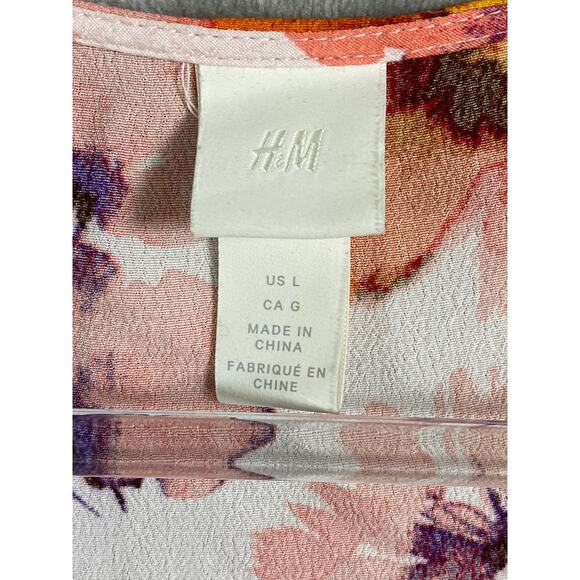 H&M
US L
CA G
MADE IN
CHINA
FABRIQUÉ EN
CHINE